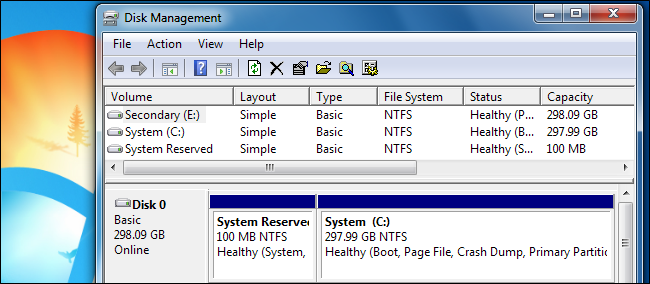 Disk Management
File Action View Help
Volume Layout Type File System Status Capacity
Secondary (E:) Simple Basic NTFS Healthy (P... 298.09 GB
System (C:) Simple Basic NTFS Healthy (B... 297.99 GB
System Reserved Simple Basic NTFS Healthy (S... 100 MB
Disk 0
Basic
298.09 GB
Online
System Reserve
100 MB NTFS
Healthy (System,
System (C:)
297.99 GB NTFS
Healthy (Boot, Page File, Crash Dump, Primary Partitic